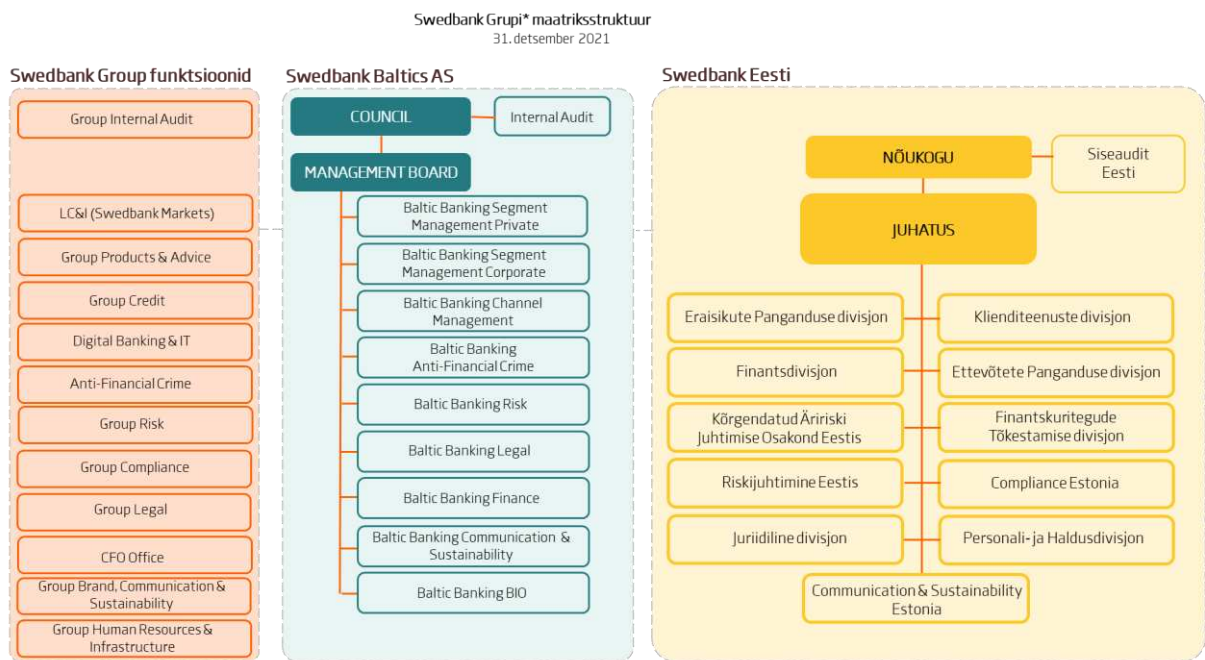 Swedbank Grupi* maatriksstruktuur
31. detsember 2021
Swedbank Group funktsioonid
Group Internal Audit
LC&I (Swedbank Markets)
Group Products & Advice
Group Credit
Digital Banking & IT
Anti-Financial Crime
Group Risk
Group Compliance
Group Legal
CFO Office
Group Brand, Communication &
Sustainability
Group Human Resources &
Infrastructure
Swedbank Baltics AS
COUNCIL
Internal Audit
MANAGEMENT BOARD
Baltic Banking Segment
Management Private
Baltic Banking Segment
Management Corporate
Baltic Banking Channel
Management
Baltic Banking
Anti-Financial Crime
Baltic Banking Risk
Baltic Banking Legal
Baltic Banking Finance
Baltic Banking Communication &
Sustainability
Baltic Banking BIO
Swedbank Eesti
NÕUKOGU
Siseaudit
Eesti
JUHATUS
Eraisikute Panganduse divisjon
Klienditeenuste divisjon
Finantsdivisjon
Ettevõtete Panganduse divisjon
Kõrgendatud Äririski
Juhtimise Osakond Eestis
Finantskuritegude
Tõkestamise divisjon
Riskijuhtimine Eestis
Compliance Estonia
Juriidiline divisjon
Personali- ja Haldusdivisjon
Communication & Sustainability
Estonia